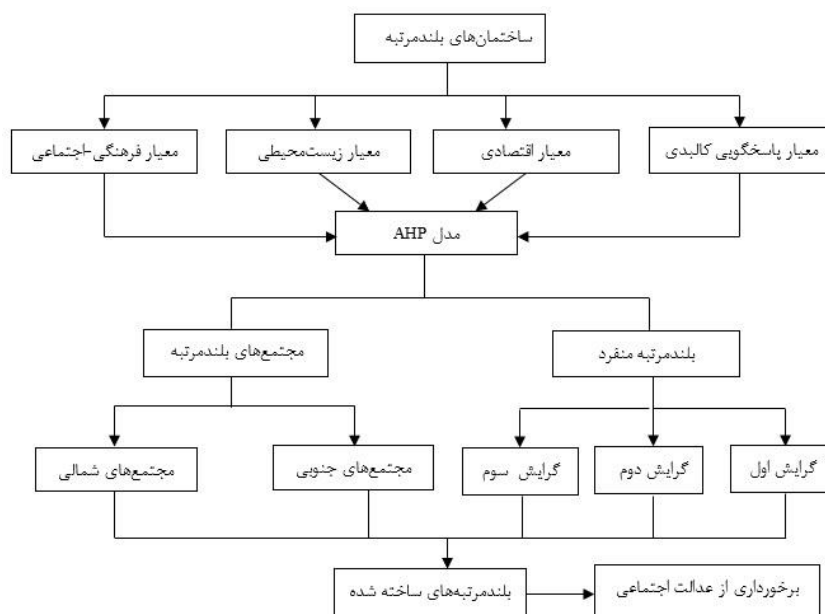 ساختمان‌های بلندمرتبه
معیار پاسخگویی کالبدی
معیار اقتصادی
معیار زیست‌محیطی
معیار فرهنگی-اجتماعی
مدل AHP
بلندمرتبه منفرد
مجتمع‌های بلندمرتبه
گرایش اول
گرایش دوم
گرایش سوم
مجتمع‌های جنوبی
مجتمع‌های شمالی
بلندمرتبه‌های ساخته شده
برخورداری از عدالت اجتماعی